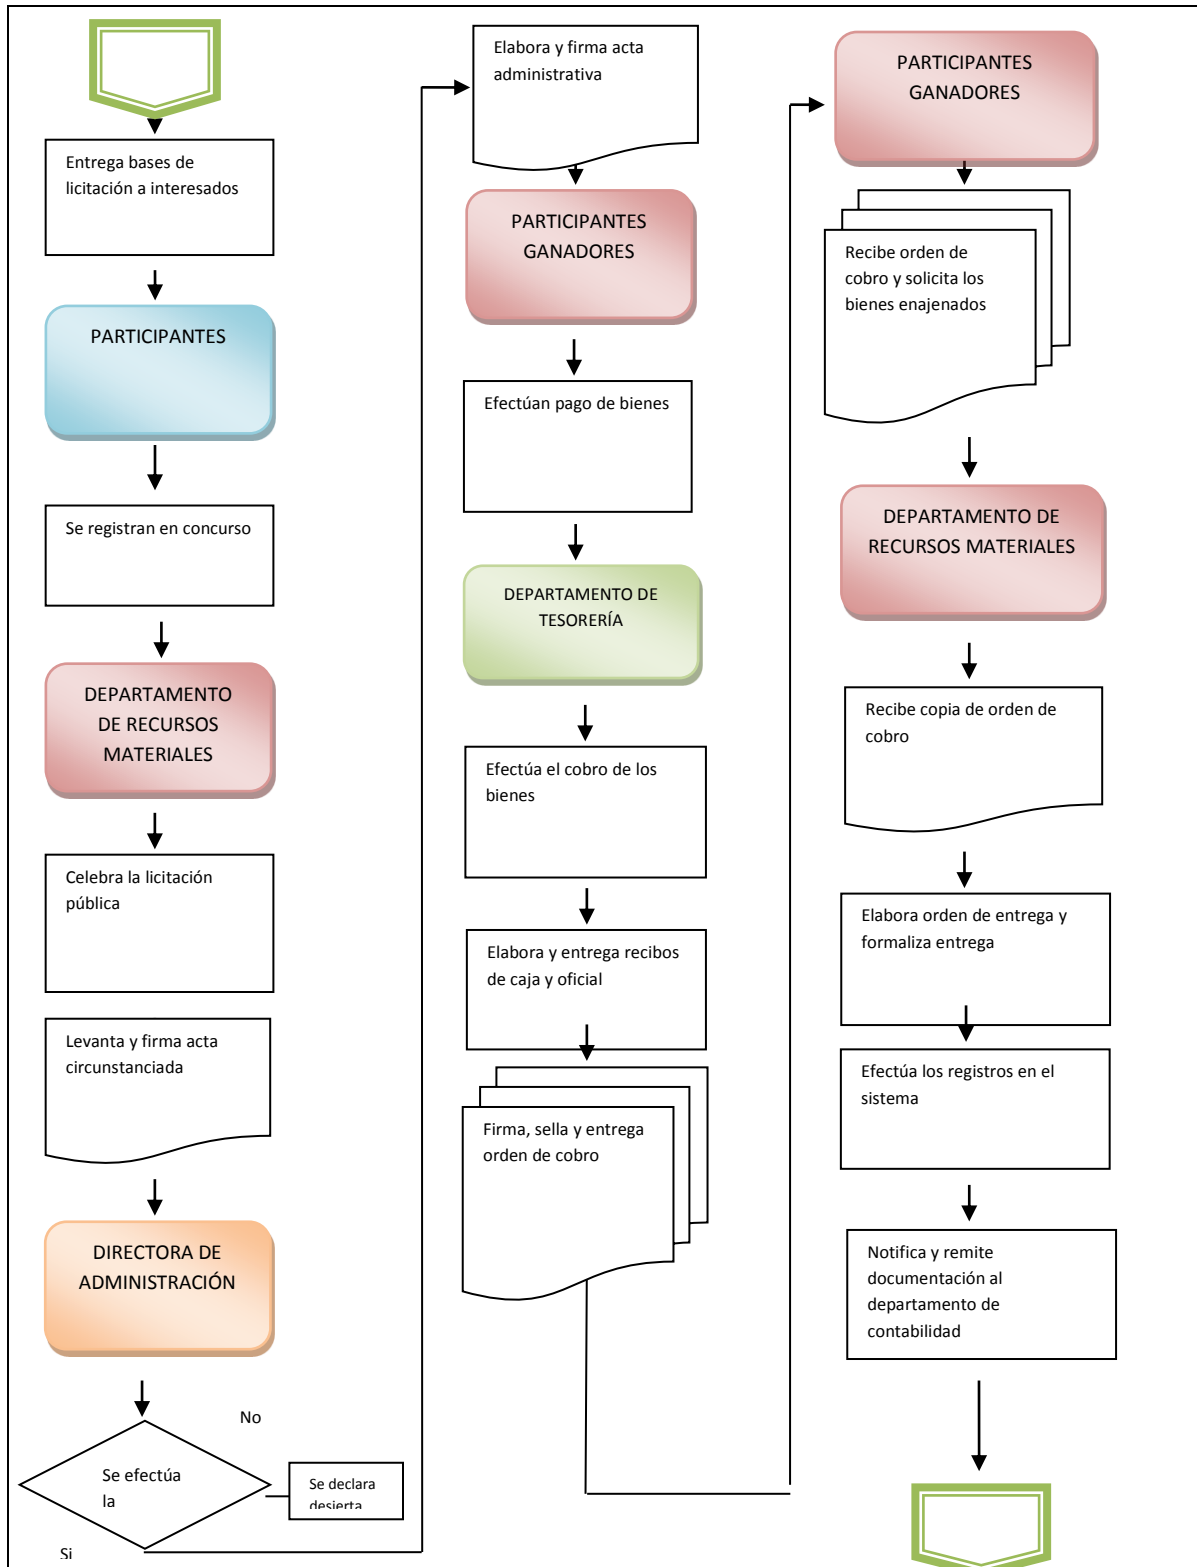 Entrega bases de
licitación a interesados
PARTICIPANTES
Se registran en concurso
DEPARTAMENTO
DE RECURSOS
MATERIALES
Celebra la licitación
pública
Levanta y firma acta
circunstanciada
DIRECTORA DE
ADMINISTRACIÓN
No
Se efectúa
la
Se declara
desierta
Si
Elabora y firma acta
administrativa
PARTICIPANTES
GANADORES
Efectúan pago de bienes
DEPARTAMENTO DE
TESORERÍA
Efectúa el cobro de los
bienes
Elabora y entrega recibos
de caja y oficial
Firma, sella y entrega
orden de cobro
PARTICIPANTES
GANADORES
Recibe orden de
cobro y solicita los
bienes enajenados
DEPARTAMENTO DE
RECURSOS MATERIALES
Recibe copia de orden de
cobro
Elabora orden de entrega y
formaliza entrega
Efectúa los registros en el
sistema
Notifica y remite
documentación al
departamento de
contabilidad